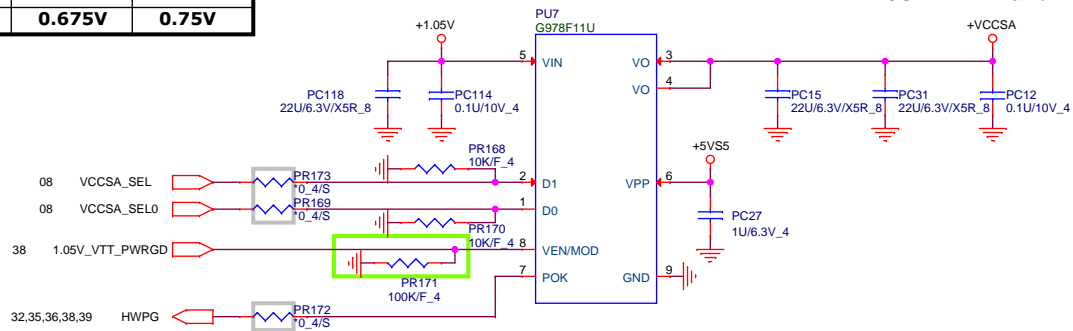 0.675V 0.75V
PU7
G978F11U
+1.05V
+VCCSA
5 VIN
VO 3
VO 4
PC118
22U/6.3V/X5R_8
PC114
0.1U/10V_4
PC15
22U/6.3V/X5R_8
PC31
22U/6.3V/X5R_8
PC12
0.1U/10V_4
PR168
10K/F_4
+5VS5
08 VCCSA_SEL
PR173
*0_4/S
2 D1
VPP 6
08 VCCSA_SEL0
PR169
*0_4/S
1 D0
PC27
1U/6.3V_4
PR170
10K/F_4
38 1.05V_VTT_PWRGD
8 VEN/MOD
PR171
100K/F_4
7 POK
GND 9
32,35,36,38,39 HWPG
PR172
*0_4/S